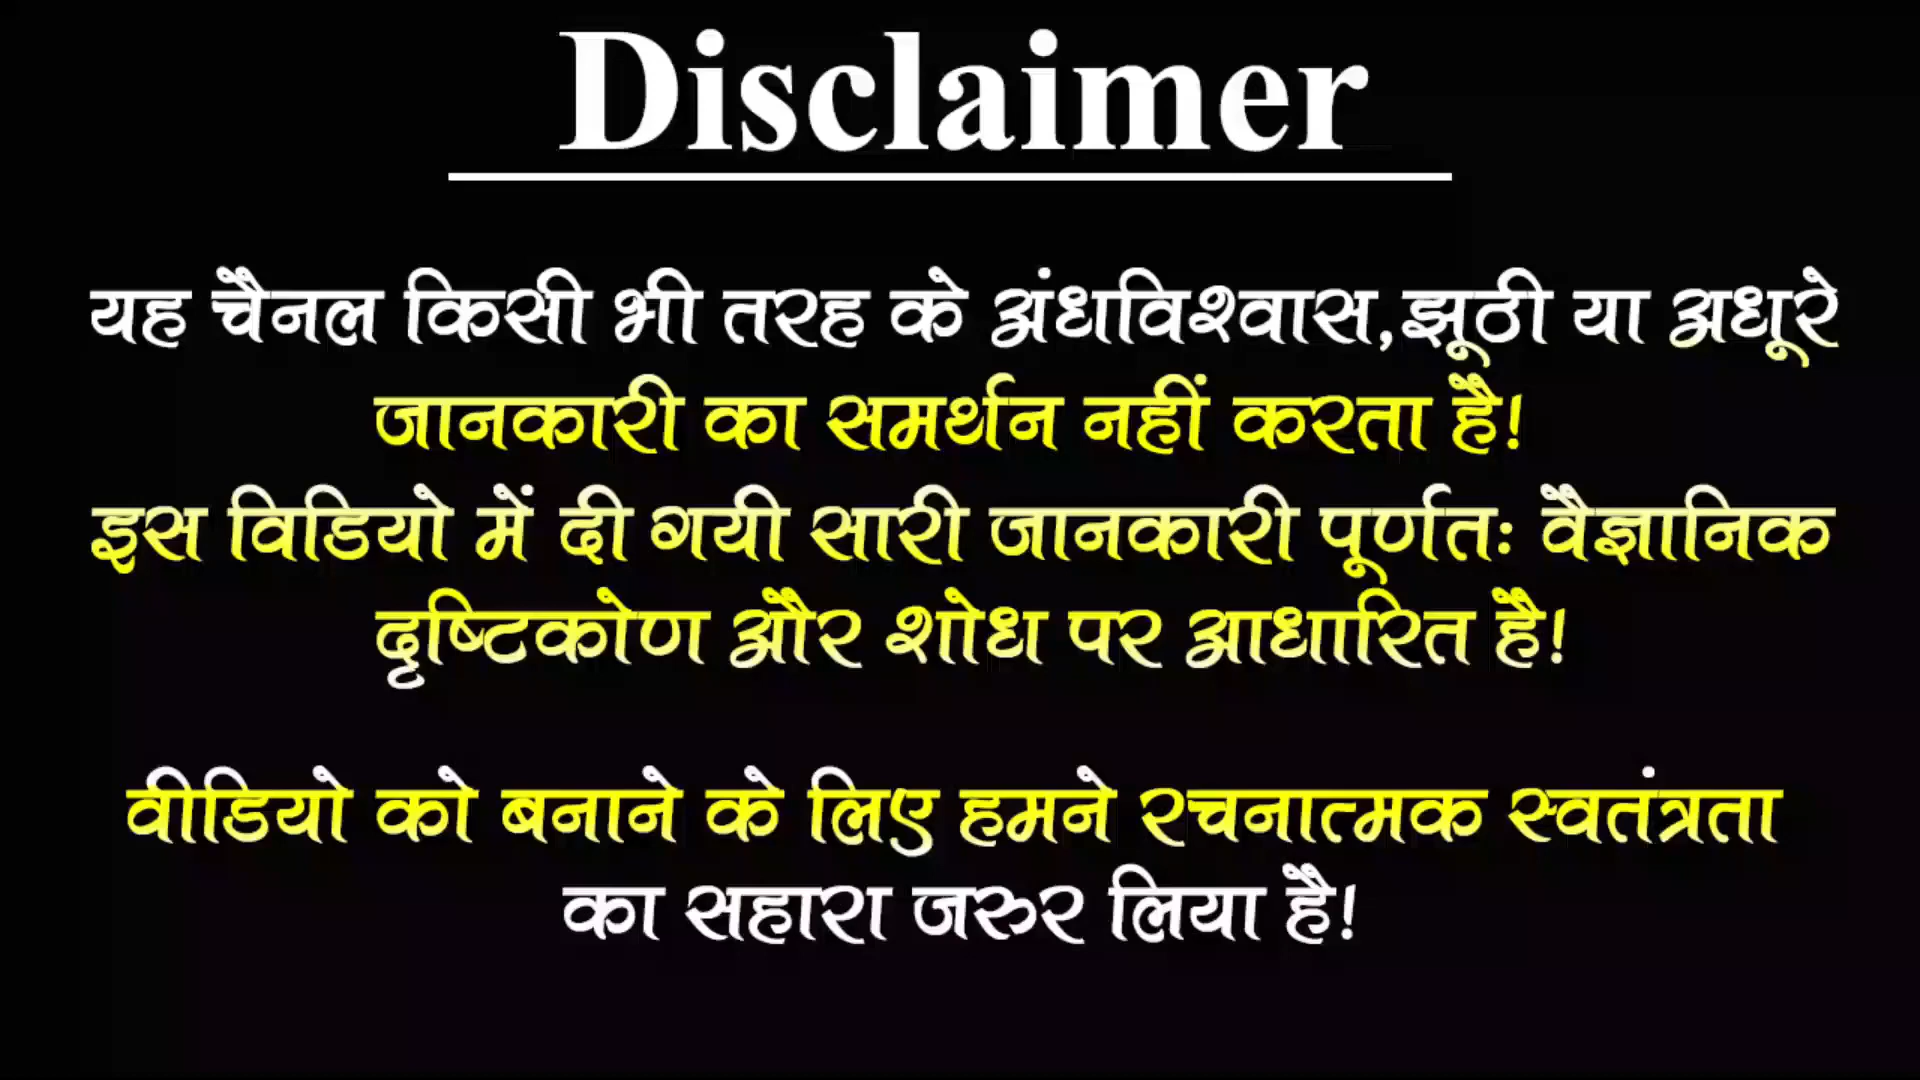 Disclaimer
यह चैनल किसी भी तरह के अंधविश्वास,झूठी या अधूरे
जानकारी का समर्थन नहीं करता है!
इस विडियो में दी गयी सारी जानकारी पूर्णतः वैज्ञानिक
दृष्टिकोण और शोध पर आधारित है!
वीडियो को बनाने के लिए हमने रचनात्मक स्वतंत्रता
का सहारा जरुर लिया है!